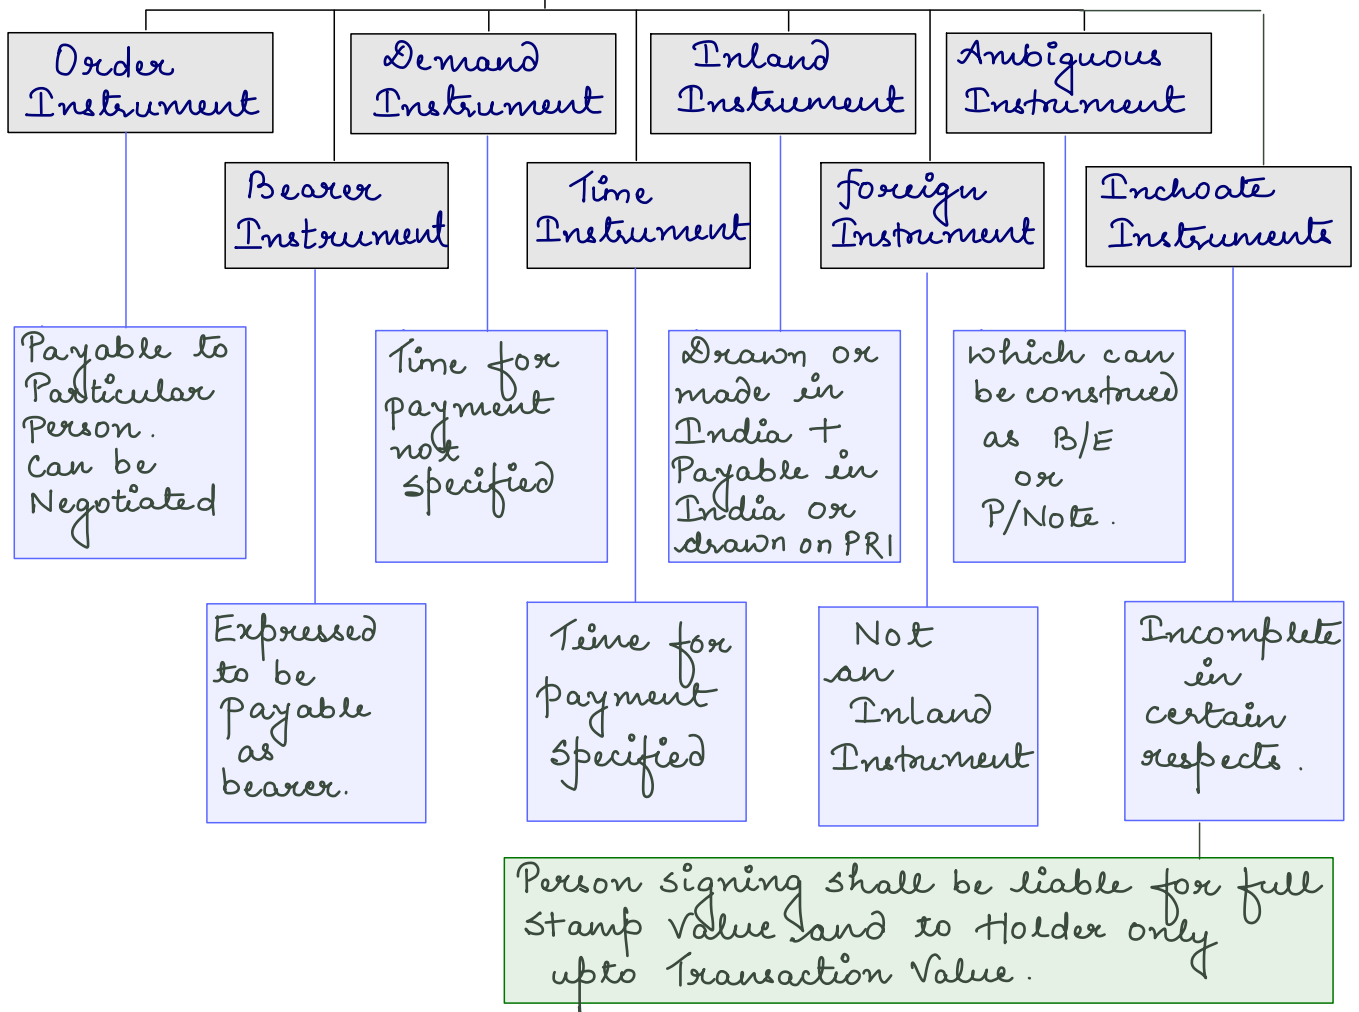 Order
Instrument
Demand
Instrument
Inland
Instrument
Ambiguous
Instrument
Bearer
Instrument
Time
Instrument
foreign
Instrument
Inchoate
Instruments
Payable to
Particular
Person.
Can be
Negotiated
Time for
payment
not
specified
Drawn or
made in
India +
Payable in
India or
drawn on PRI
which can
be construed
as B/E
or
P/Note.
Expressed
to be
payable
as
bearer.
Time for
payment
specified
Not
an
Inland
Instrument
Incomplete
in
certain
respects.
Person signing shall be liable for full
stamp Value and to Holder only
upto Transaction Value.